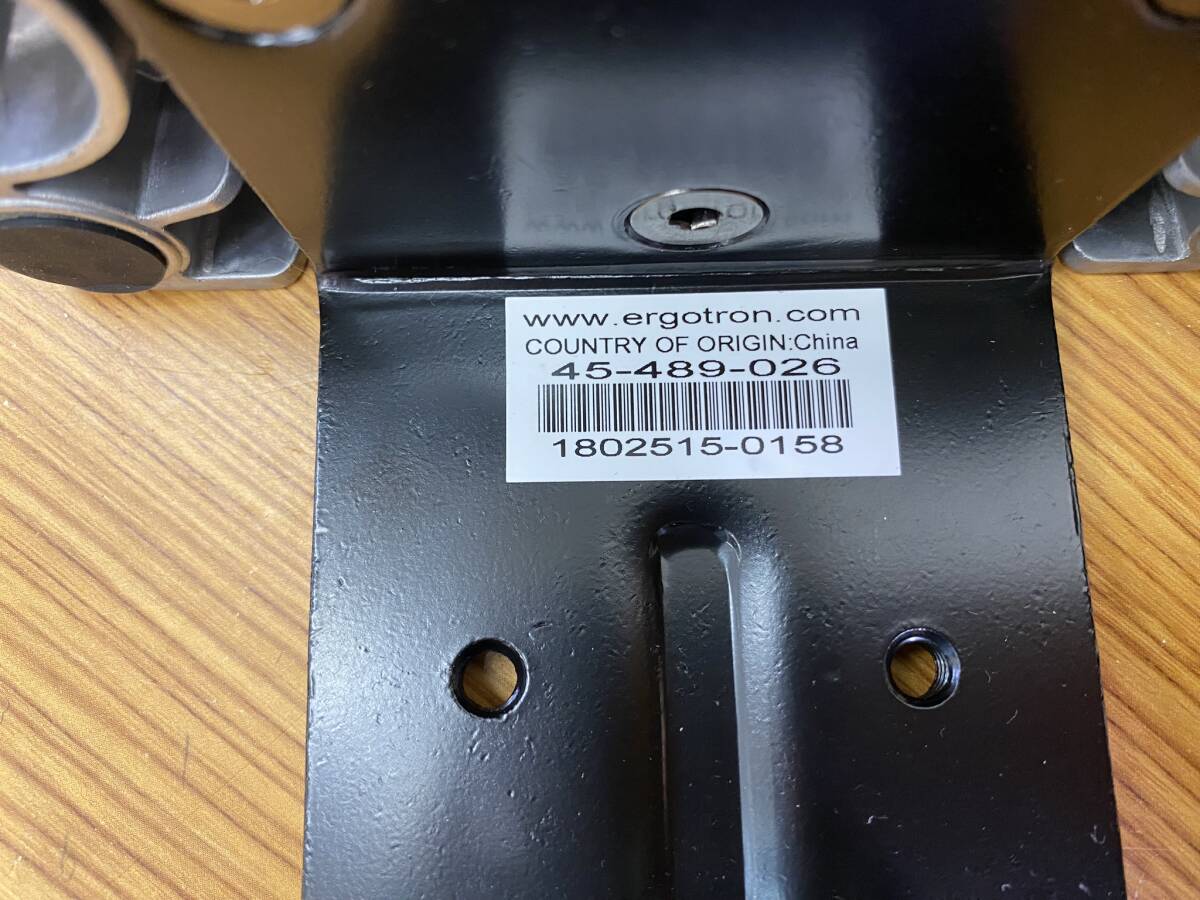 www.ergotron.com
COUNTRY OF ORIGIN:China
45-489-026
1802515-0158